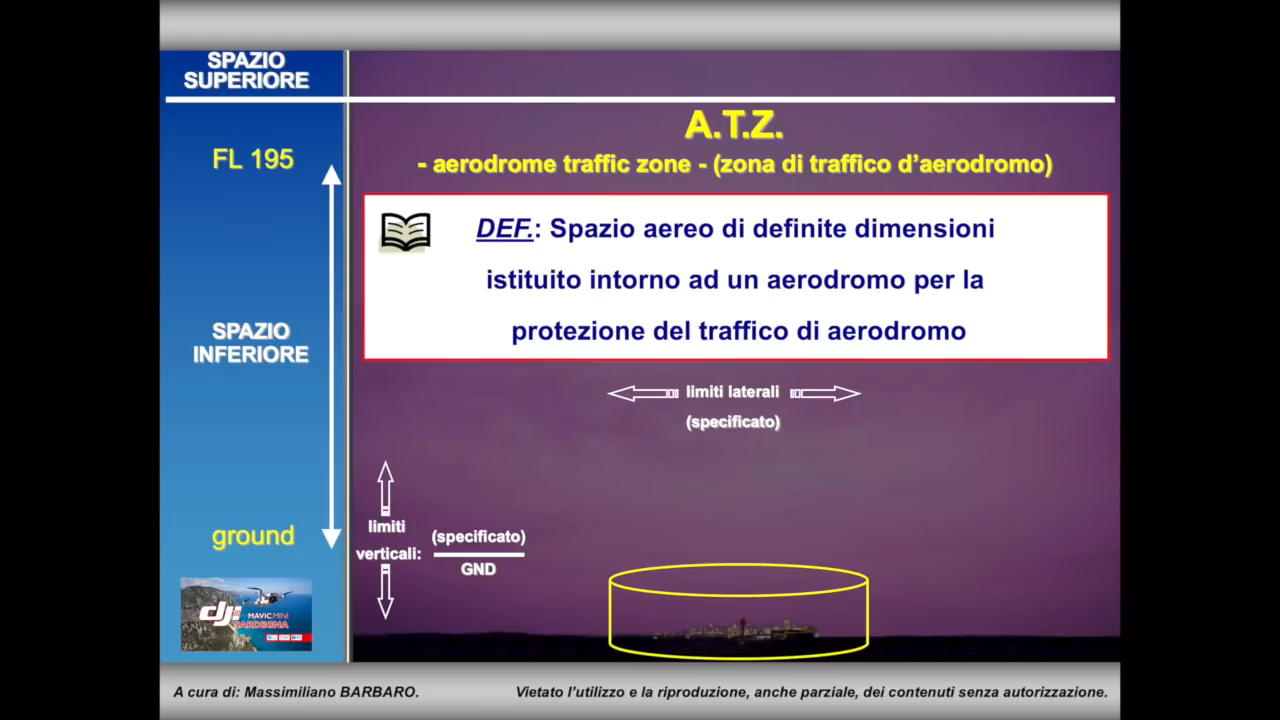 SPAZIO
SUPERIORE
A.T.Z.
FL 195
- aerodrome traffic zone - (zona di traffico d’aerodromo)
DEF.: Spazio aereo di definite dimensioni
istituito intorno ad un aerodromo per la
protezione del traffico di aerodromo
SPAZIO
INFERIORE
limiti laterali
(specificato)
limiti
verticali:
(specificato)
GND
ground
dji
MAVIC MINI
SARDEGNA
A cura di: Massimiliano BARBARO.
Vietato l’utilizzo e la riproduzione, anche parziale, dei contenuti senza autorizzazione.